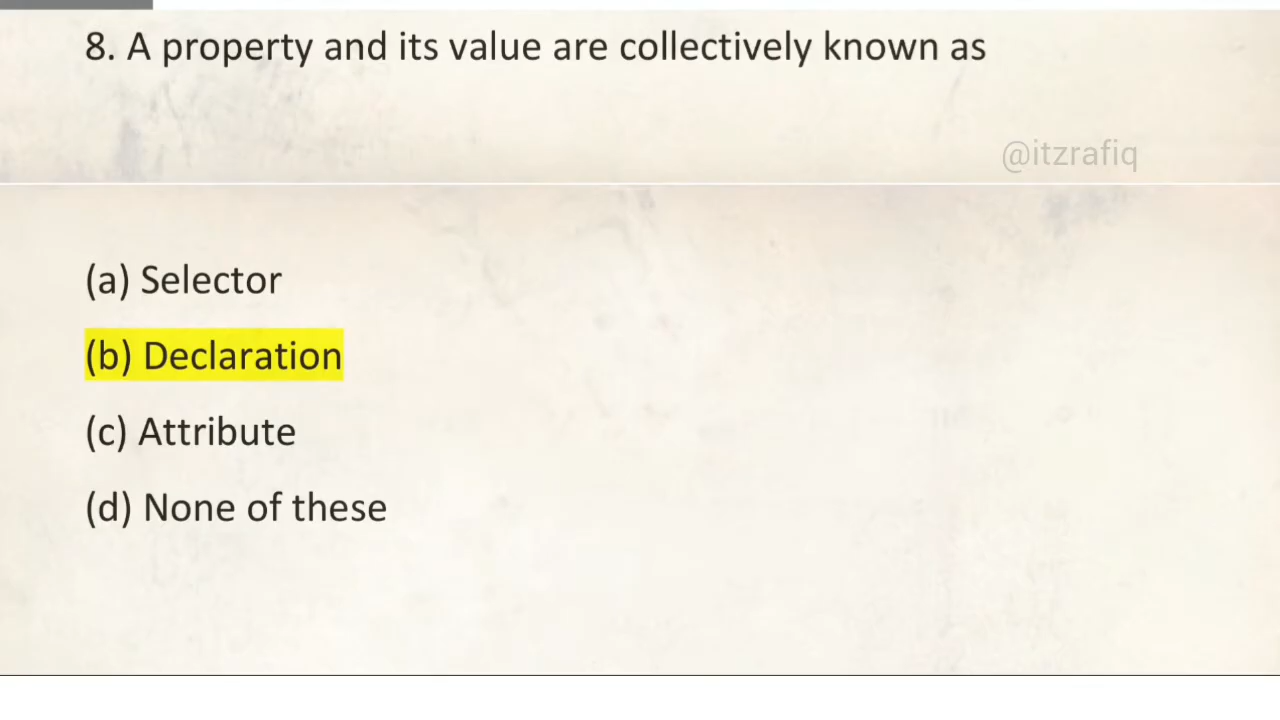 8. A property and its value are collectively known as
@itzrafiq
(a) Selector
(b) Declaration
(c) Attribute
(d) None of these